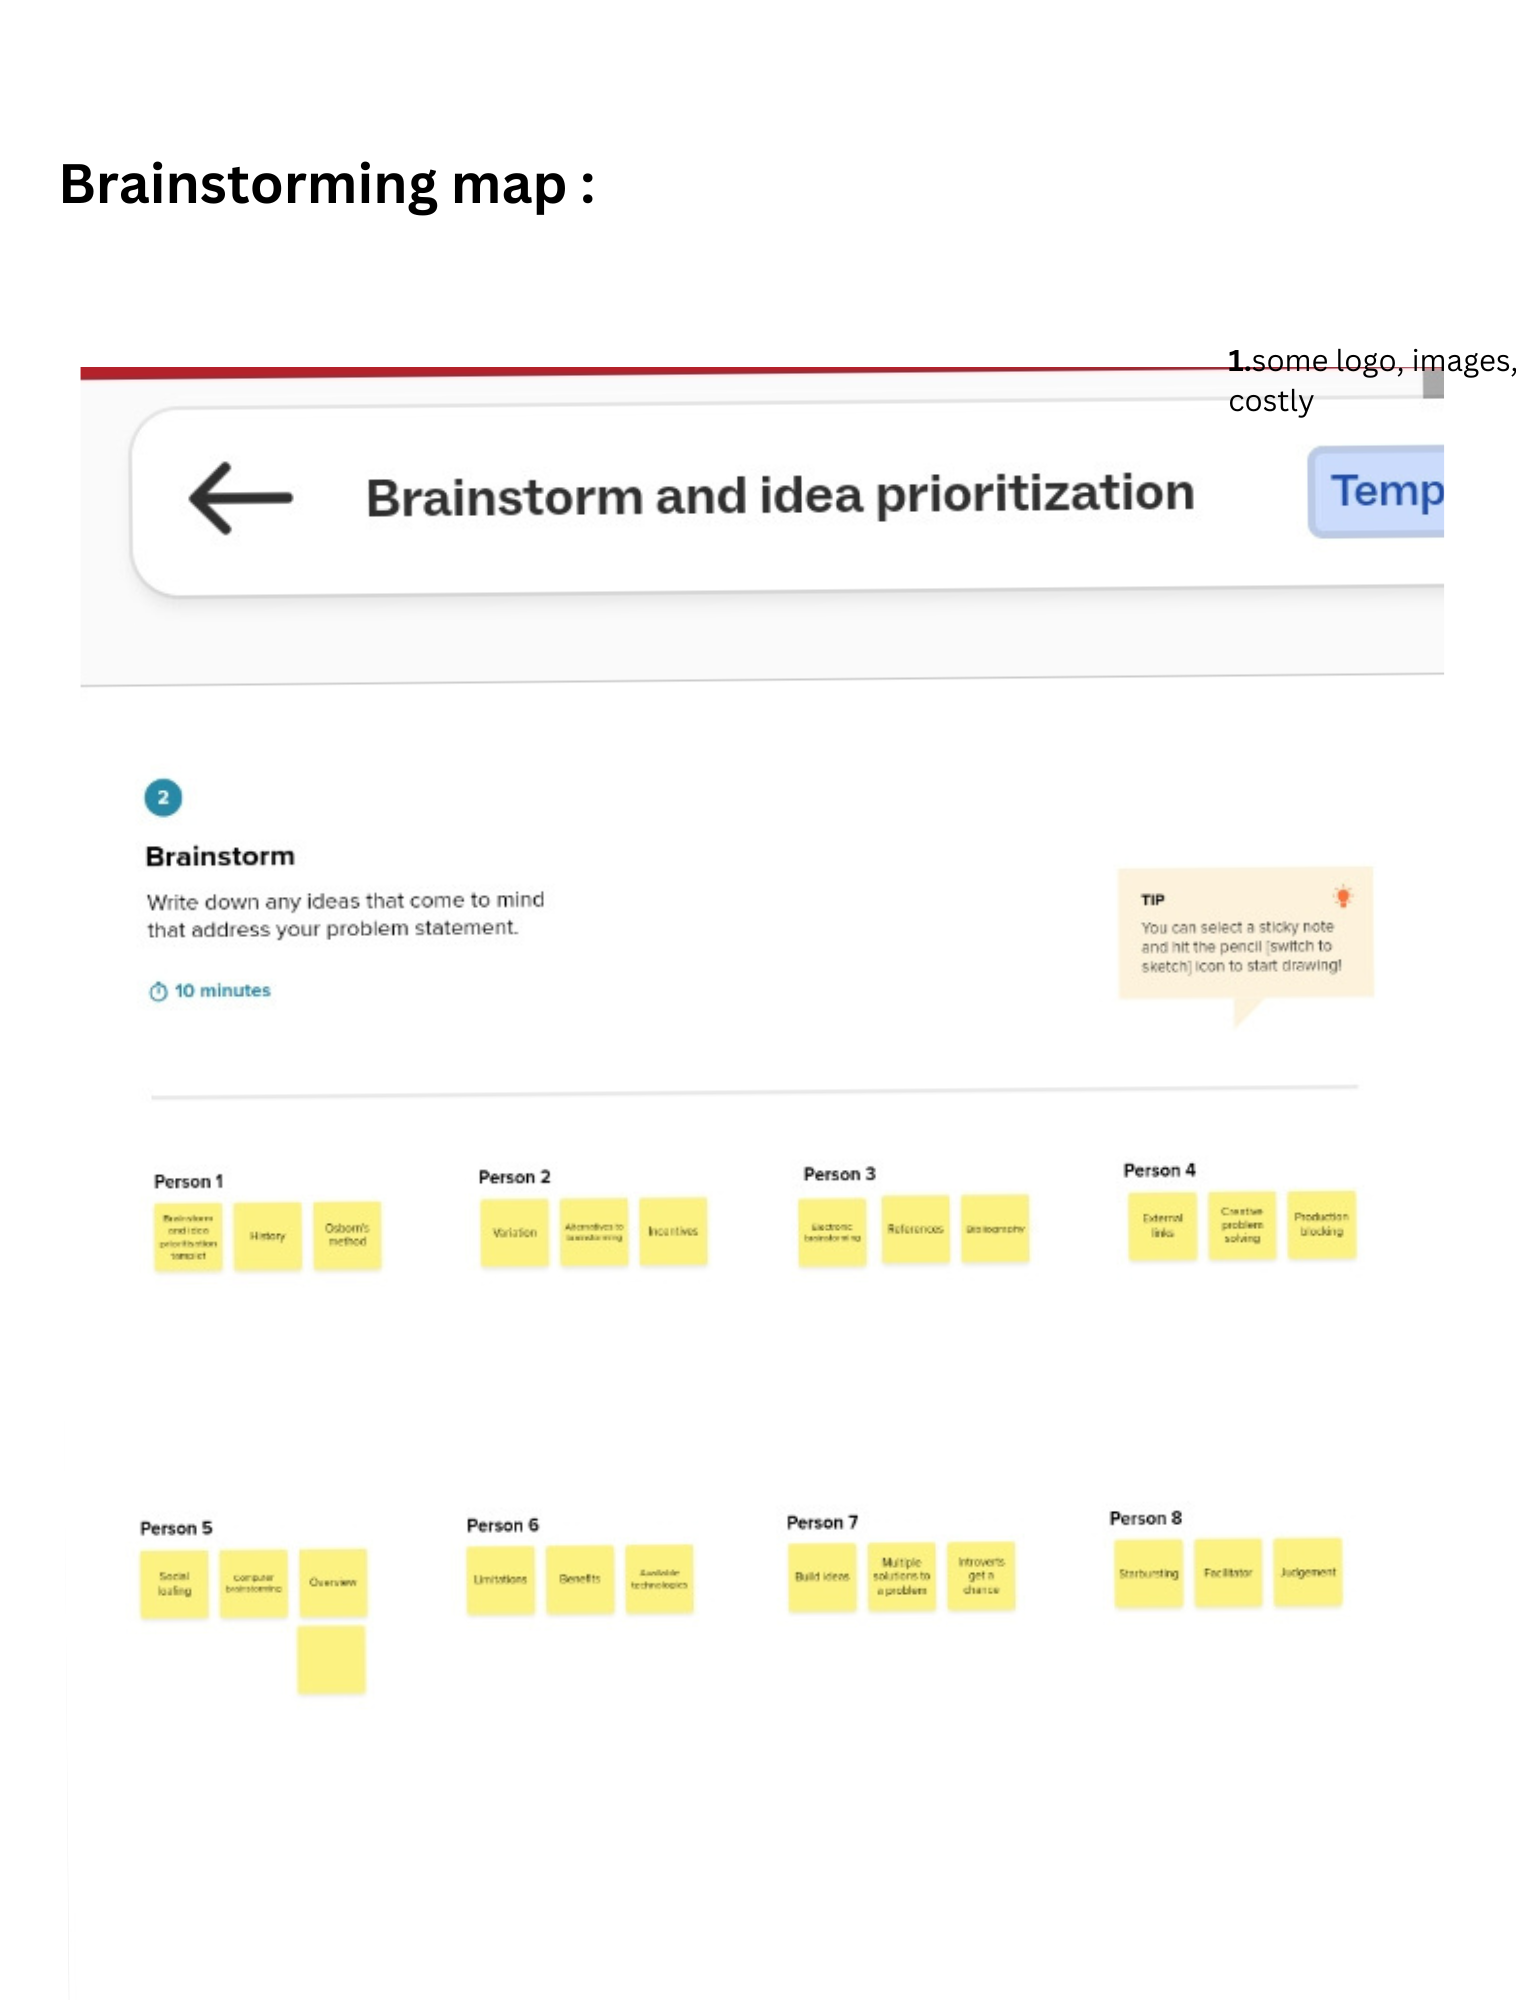 Brainstorming map :
1.some logo, images,
costly
Brainstorm and idea prioritization
Temp
2
Brainstorm
Write down any ideas that come to mind
that address your problem statement.
10 minutes
TIP
You can select a sticky note
and hit the pencil [switch to
sketch] icon to start drawing!
Person 1
Brainstorm
and idea
prioritisation
templet
History
Osborn's
method
Person 2
Variation
Alternatives to
brainstorming
Incentives
Person 3
Electronic
brainstorming
References
Bibliography
Person 4
External
links
Creative
problem
solving
Production
blocking
Person 5
Social
loafing
computer
brainstorming
Overview
Person 6
Limitations
Benefits
Available
technologies
Person 7
Build ideas
Multiple
solutions to
a problem
Introverts
get a
chance
Person 8
Starbursting
Facilitator
Judgement